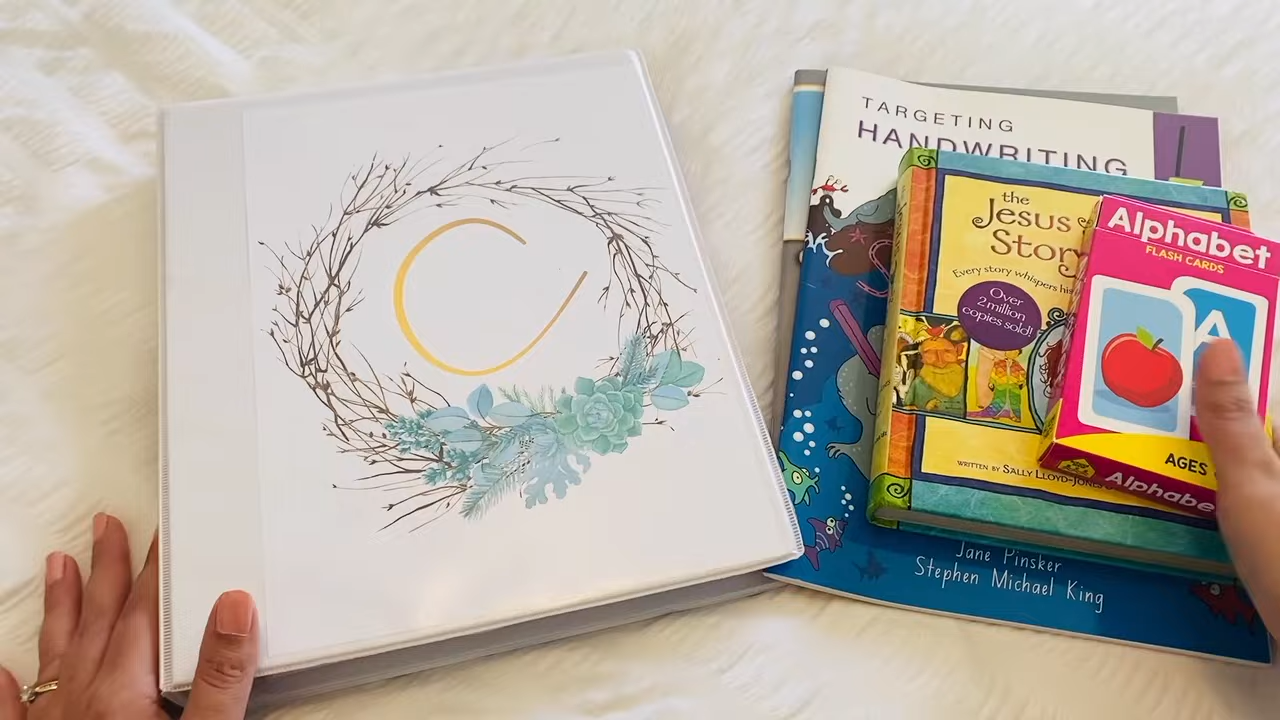 C
TARGETING
HANDWRITING
the
Jesus
Story
Every story whispers his
Over
2 million
copies sold!
WRITTEN BY SALLY LLOYD-JONES
Alphabet
FLASH CARDS
A
AGES
Alphabe
Jane Pinsker
Stephen Michael King